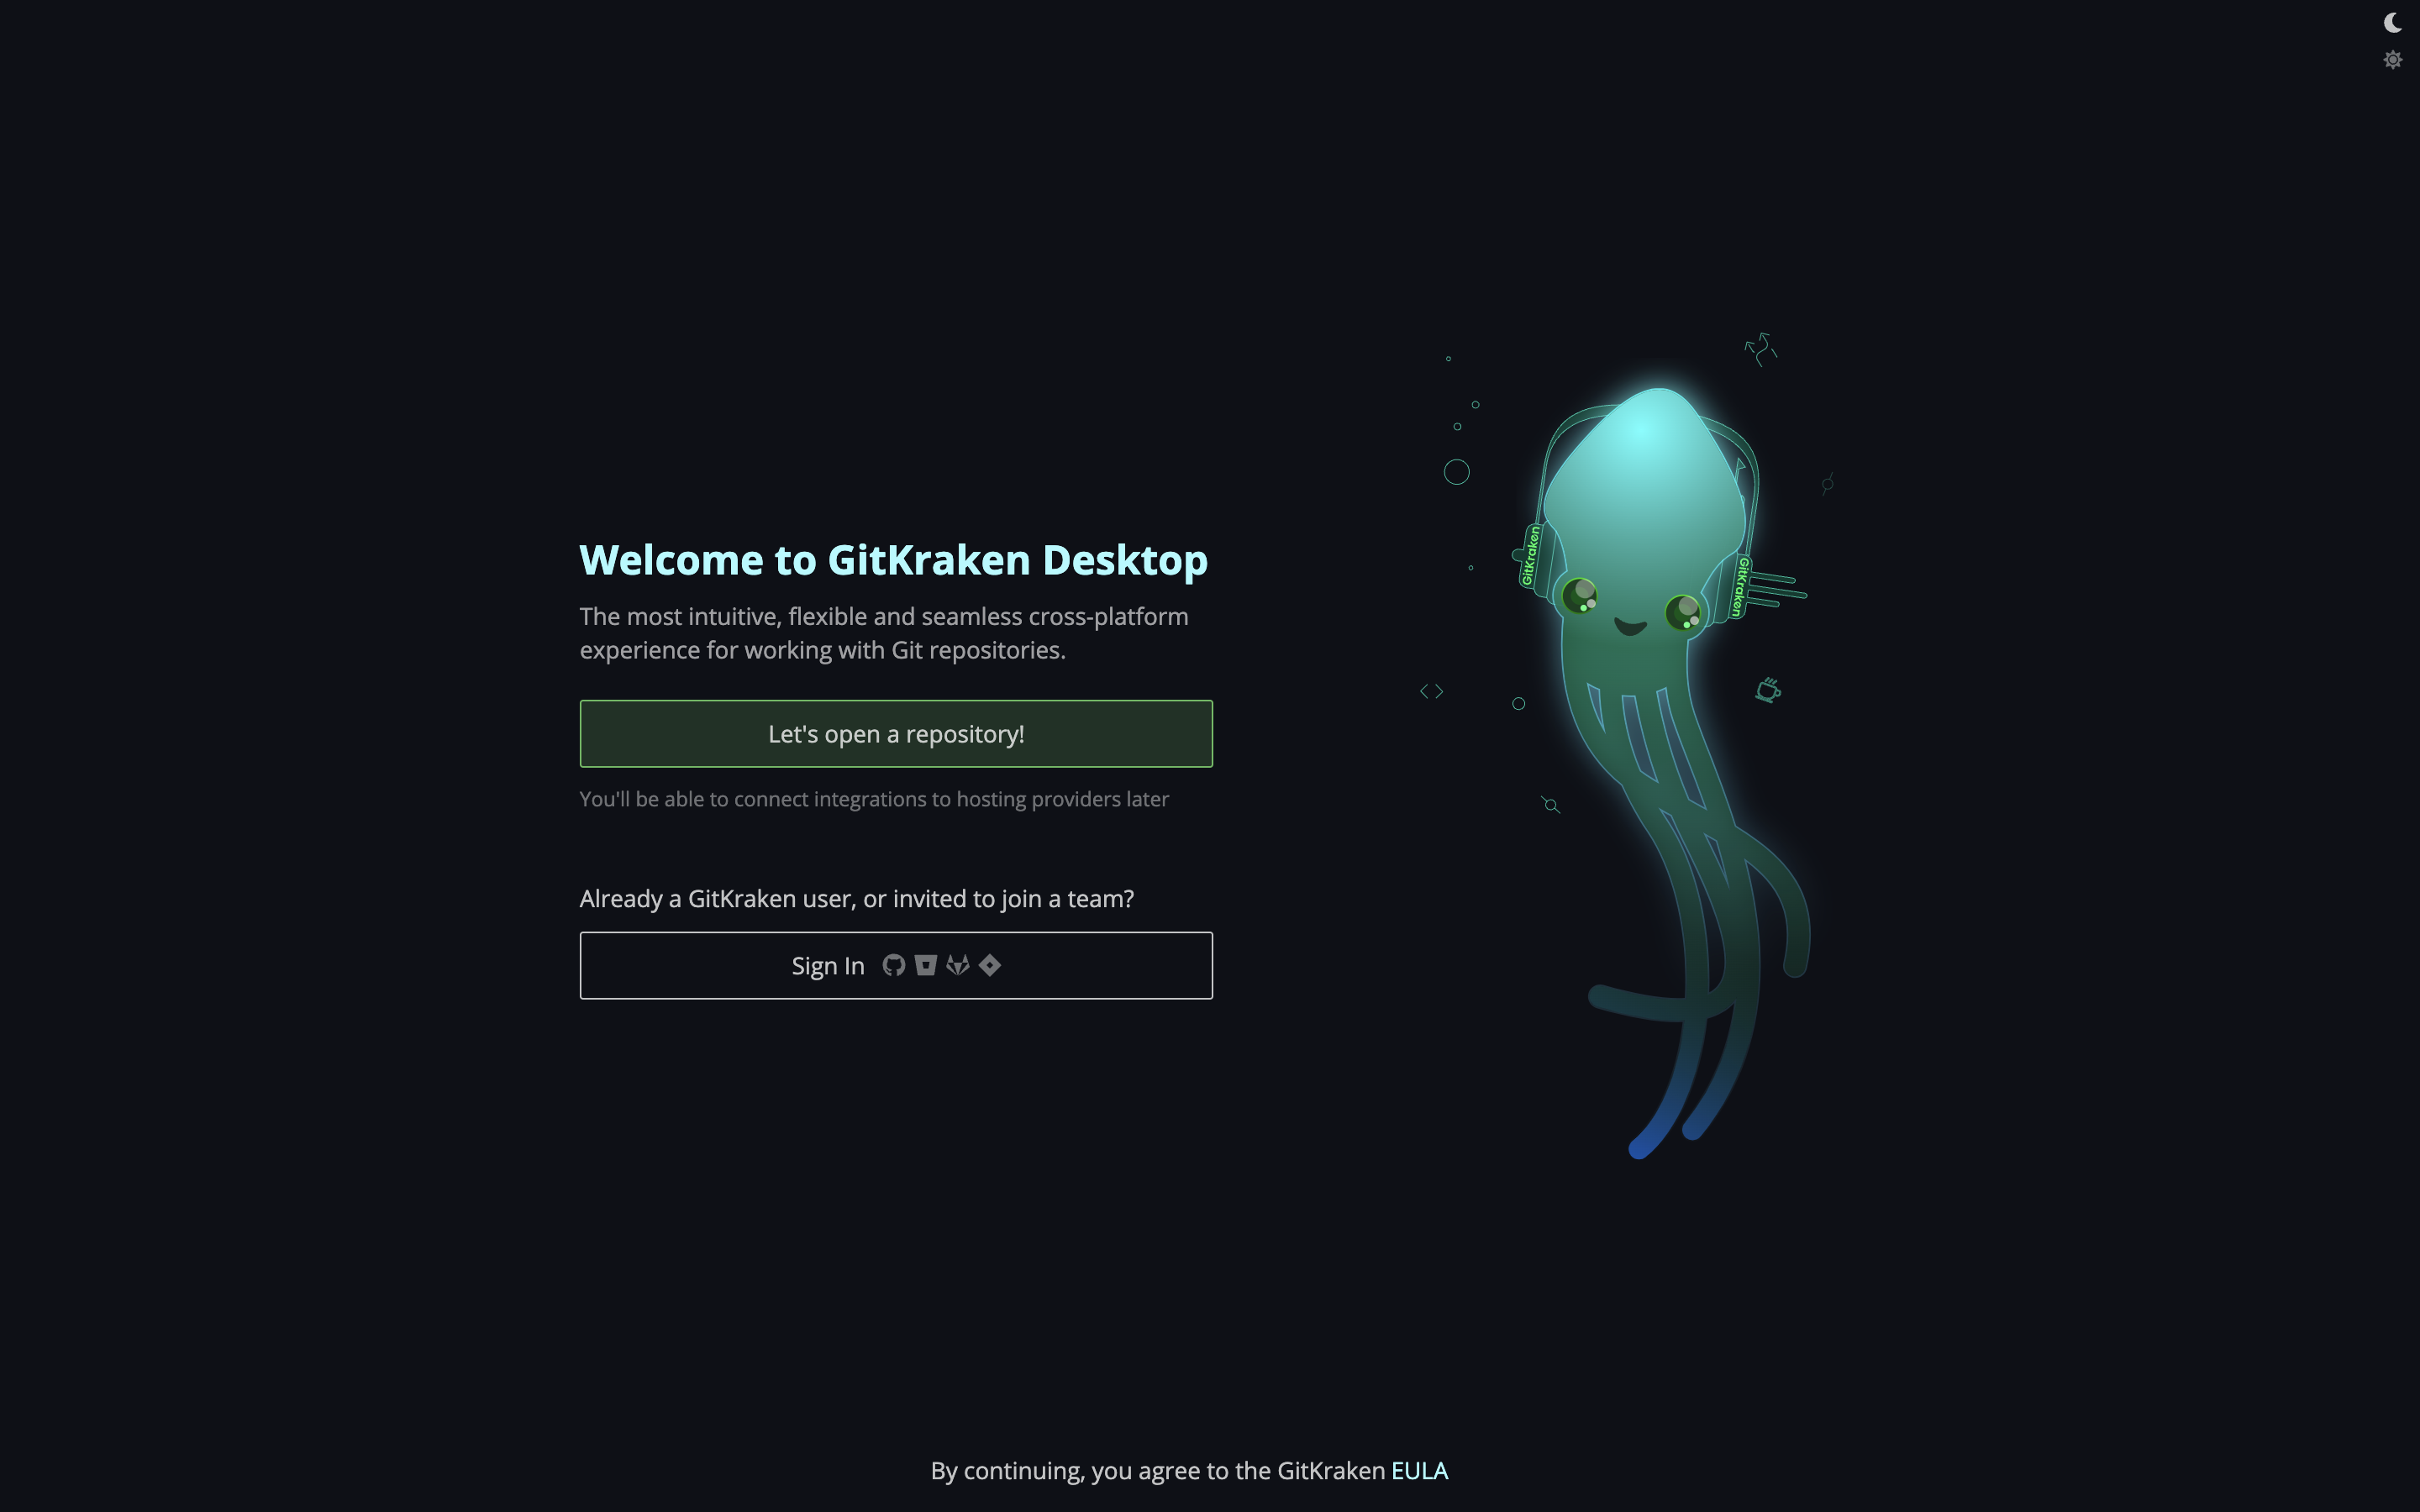 Welcome to GitKraken Desktop
The most intuitive, flexible and seamless cross-platform
experience for working with Git repositories.
Let's open a repository!
You'll be able to connect integrations to hosting providers later
Already a GitKraken user, or invited to join a team?
Sign In
GitKraken
GitKraken
By continuing, you agree to the GitKraken EULA